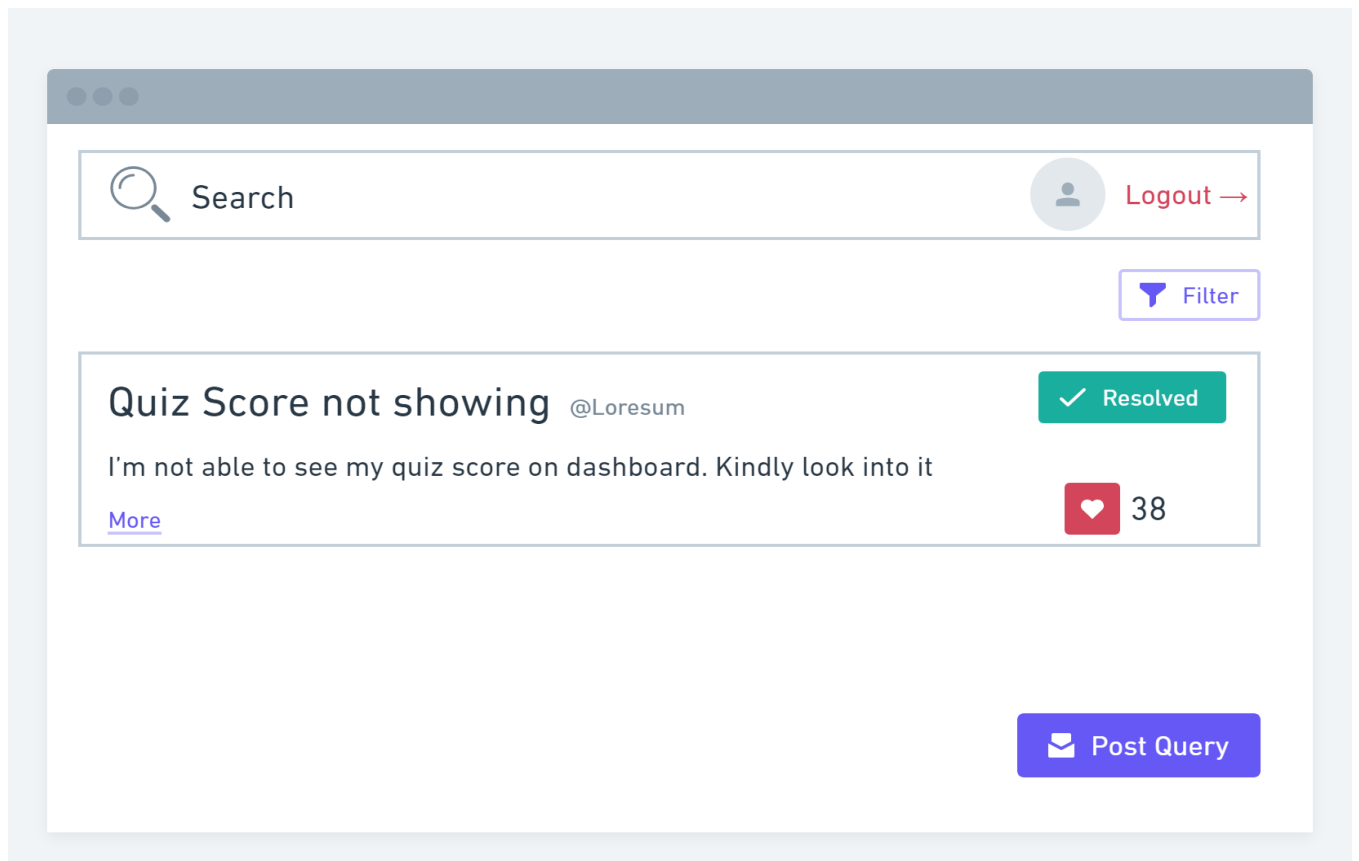 Search
Logout →
Filter
Quiz Score not showing @Loresum
Resolved
I’m not able to see my quiz score on dashboard. Kindly look into it
More
38
Post Query